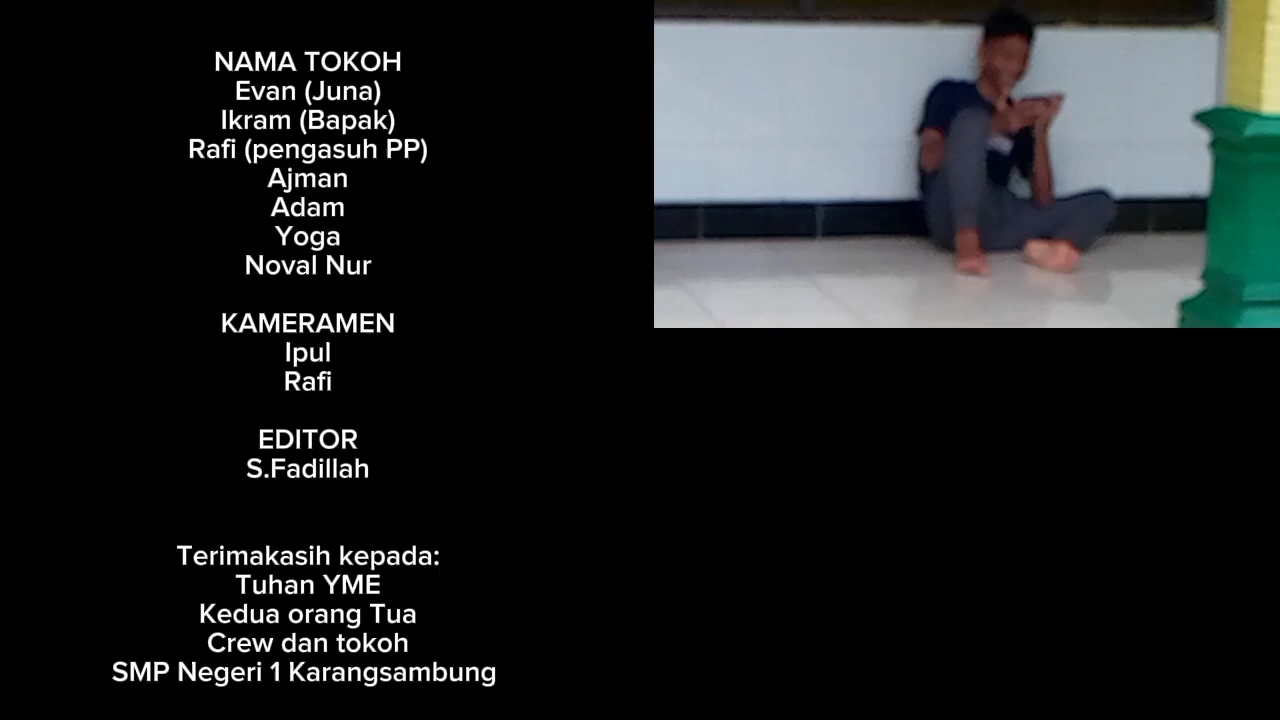 NAMA TOKOH
Evan (Juna)
Ikram (Bapak)
Rafi (pengasuh PP)
Ajman
Adam
Yoga
Noval Nur
KAMERAMEN
Ipul
Rafi
EDITOR
S.Fadillah
Terimakasih kepada:
Tuhan YME
Kedua orang Tua
Crew dan tokoh
SMP Negeri 1 Karangsambung